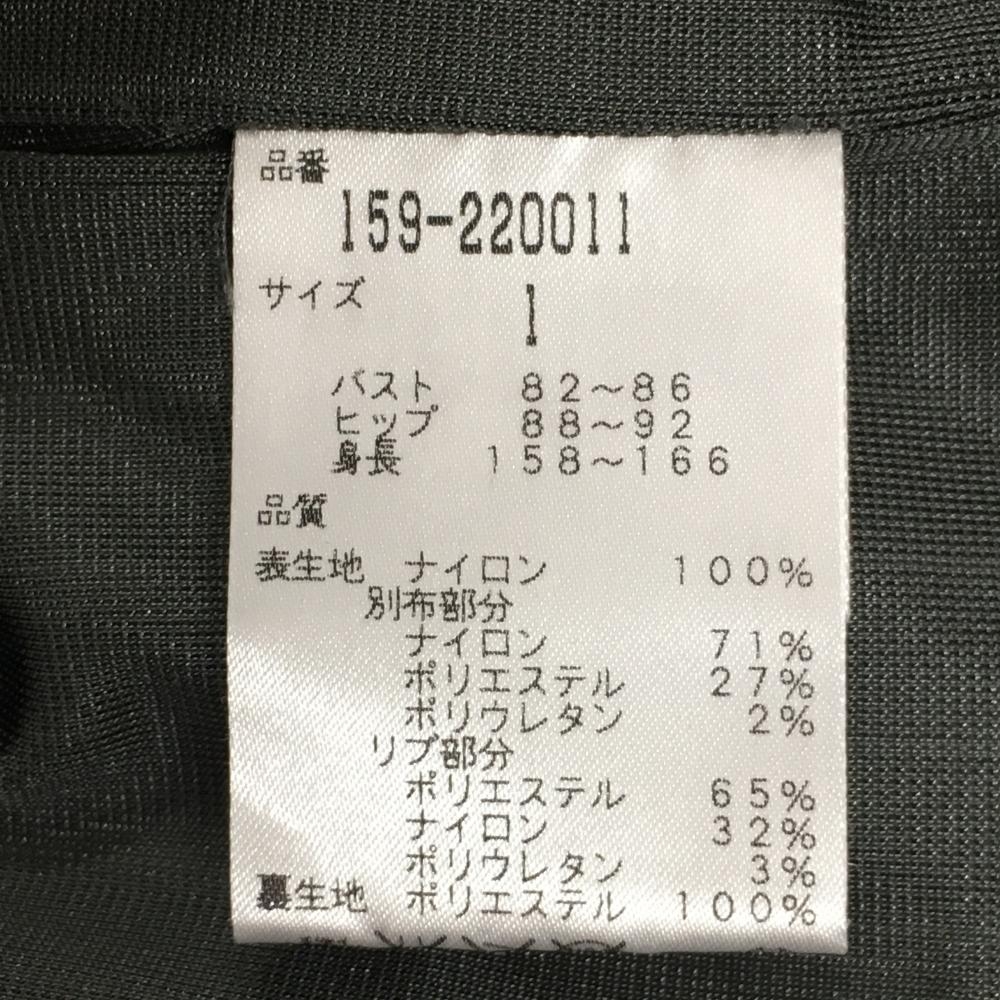 品番
159-220011
サイズ
1
バスト 82～86
ヒップ 88～92
身長 158～166
品質
表生地 ナイロン 100%
別布部分
ナイロン 71%
ポリエステル 27%
ポリウレタン 2%
リブ部分
ポリエステル 65%
ナイロン 32%
ポリウレタン 3%
裏生地 ポリエステル 100%